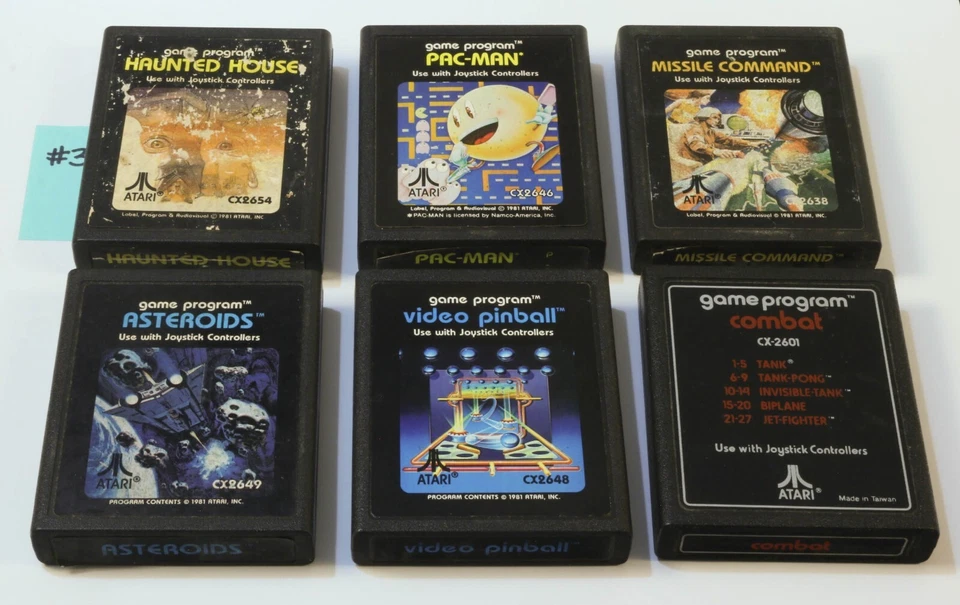 #3
game program™
HAUNTED HOUSE
Use with Joystick Controllers
ATARI®
CX2654
Label, Program & Audiovisual © 1981 ATARI, INC.
HAUNTED HOUSE
game program™
PAC-MAN*
Use with Joystick Controllers
ATARI®
CX2646
Label, Program & Audiovisual © 1981 ATARI, INC.
* PAC-MAN is licensed by Namco-America, Inc.
PAC-MAN*
game program™
MISSILE COMMAND™
Use with Joystick Controllers
ATARI®
CX2638
Label, Program & Audiovisual © 1981 ATARI, INC.
MISSILE COMMAND™
game program™
ASTEROIDS™
Use with Joystick Controllers
ATARI®
CX2649
PROGRAM CONTENTS © 1981 ATARI, INC.
ASTEROIDS™
game program™
video pinball™
Use with Joystick Controllers
ATARI®
CX2648
PROGRAM CONTENTS © 1981 ATARI, INC.
video pinball™
game program™
combat
CX-2601
1-5 TANK®
6-9 TANK-PONG™
10-14 INVISIBLE-TANK™
15-20 BIPLANE
21-27 JET-FIGHTER™
Use with Joystick Controllers
ATARI®
Made in Taiwan
combat